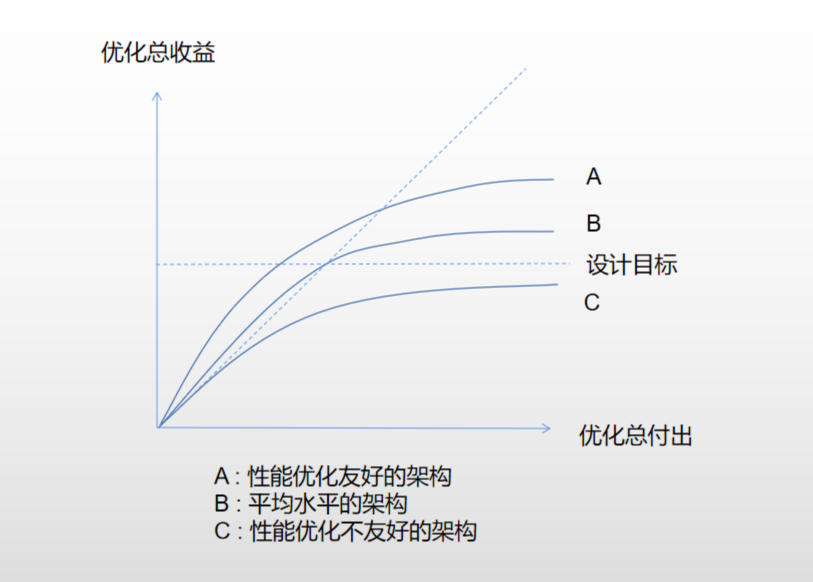 优化总收益
A
B
设计目标
C
优化总付出
A : 性能优化友好的架构
B : 平均水平的架构
C : 性能优化不友好的架构